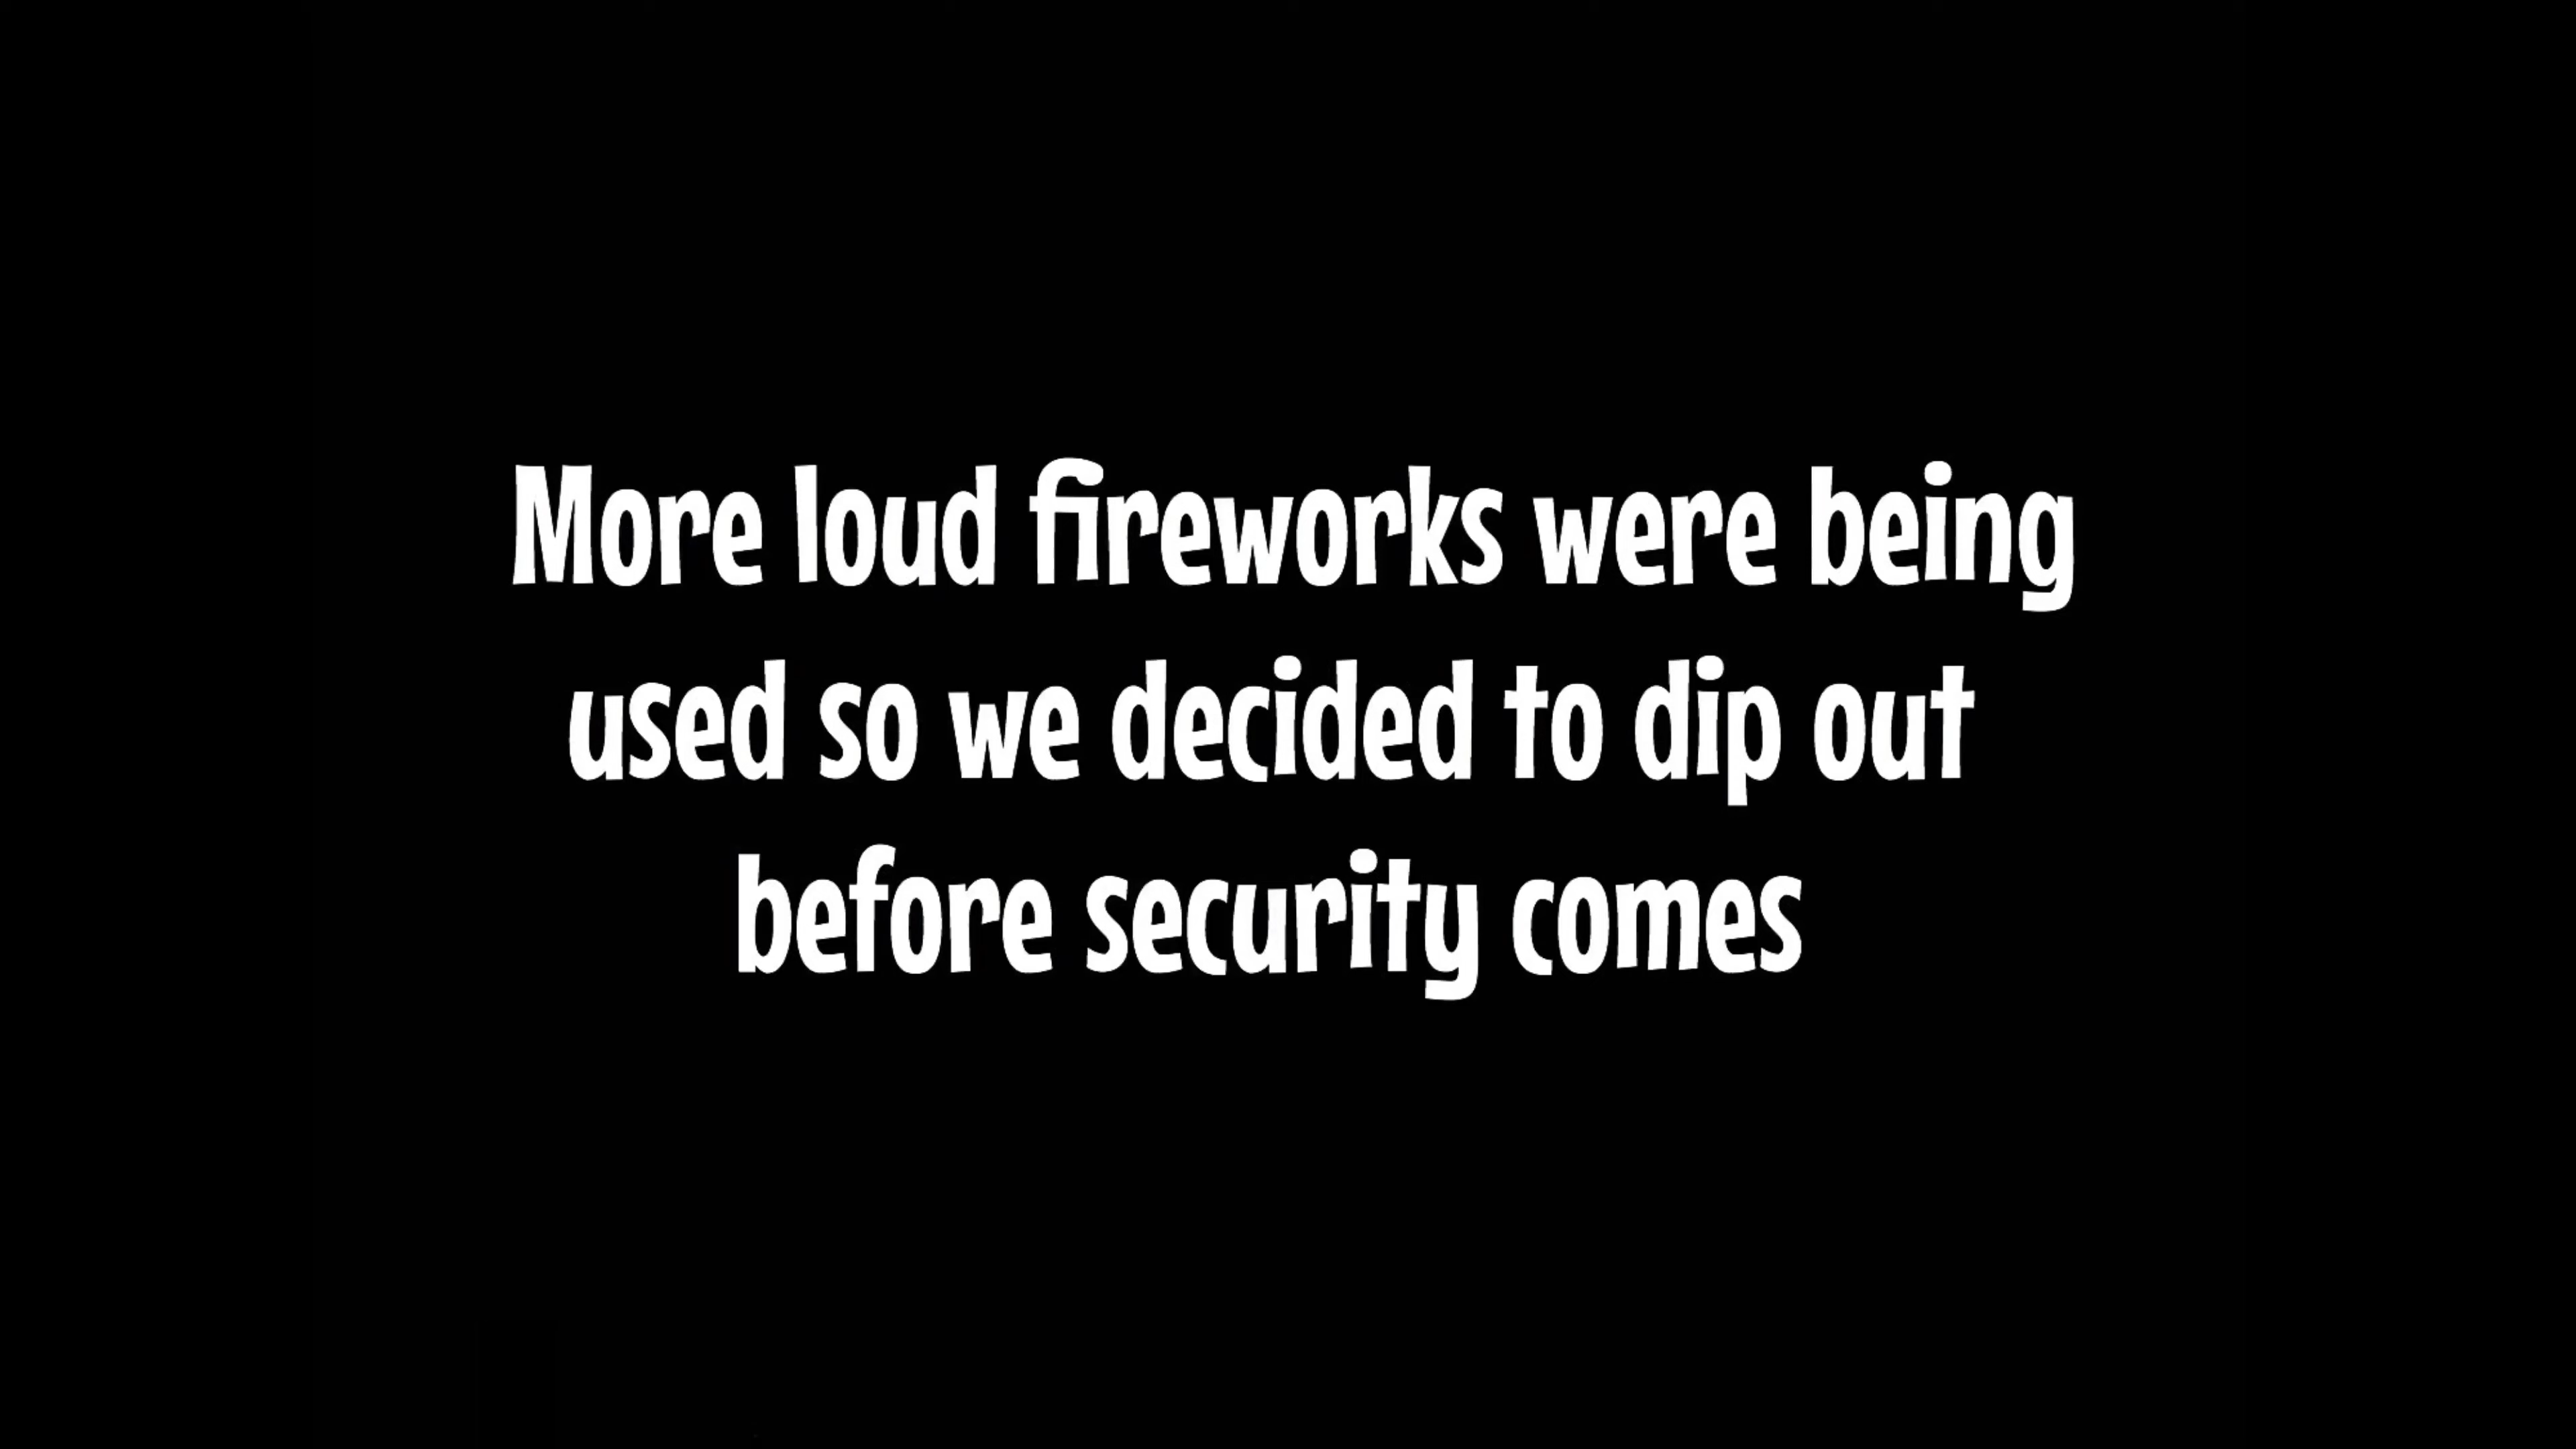 More loud fireworks were being
used so we decided to dip out
before security comes